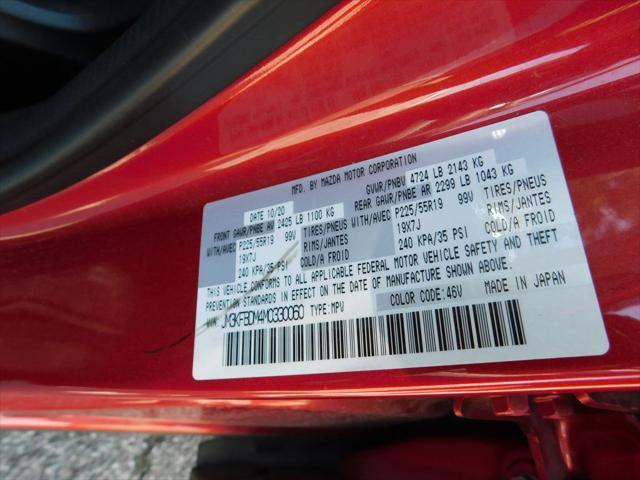 MFD. BY MAZDA MOTOR CORPORATION
DATE 10/20 GVWR/PNBV 4724 LB 2143 KG
FRONT GAWR/PNBE AV 2425 LB 1100 KG REAR GAWR/PNBE AR 2299 LB 1043 KG
WITH/AVEC P225/55R19 99V TIRES/PNEUS WITH/AVEC P225/55R19 99V TIRES/PNEUS
19X7J RIMS/JANTES 19X7J RIMS/JANTES
240 KPA/35 PSI COLD/A FROID 240 KPA/35 PSI COLD/A FROID
THIS VEHICLE CONFORMS TO ALL APPLICABLE FEDERAL MOTOR VEHICLE SAFETY AND THEFT
PREVENTION STANDARDS IN EFFECT ON THE DATE OF MANUFACTURE SHOWN ABOVE.
VIN: JM3KFBDM4M0330060 TYPE:MPV COLOR CODE:46V MADE IN JAPAN